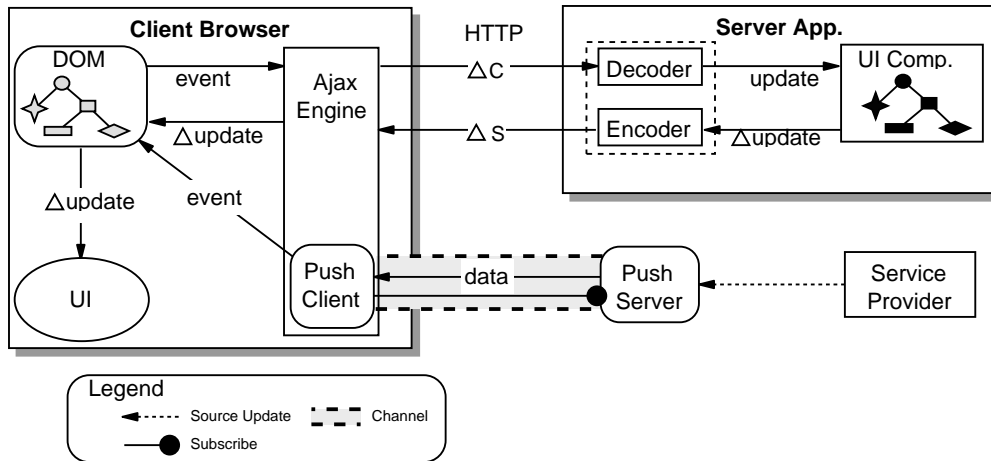 Client Browser
HTTP
Server App.
DOM
event
Ajax
Engine
△C
Decoder
update
UI Comp.
△update
△S
Encoder
△update
△update
event
UI
Push
Client
data
Push
Server
Service
Provider
Legend
Source Update
Channel
Subscribe